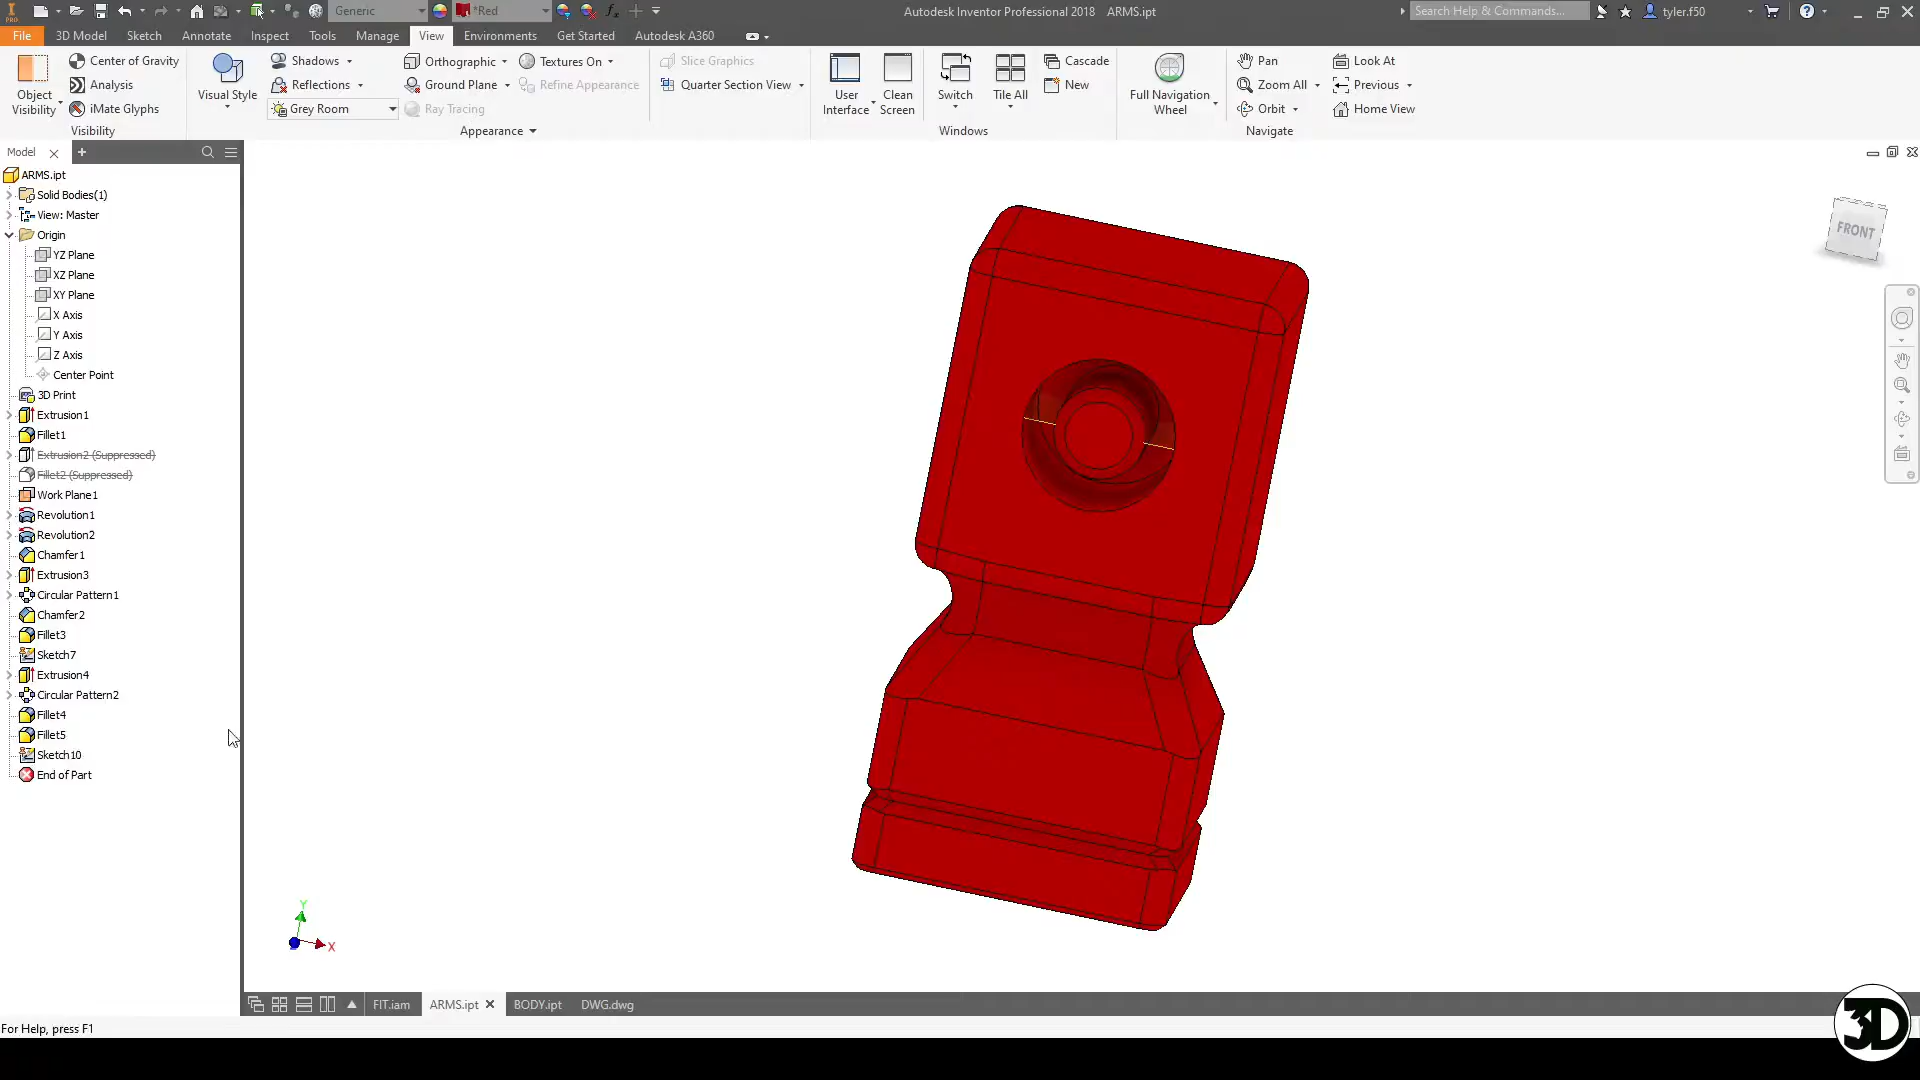 Generic
*Red
Autodesk Inventor Professional 2018 ARMS.ipt
Search Help & Commands...
tyler.f50
File 3D Model Sketch Annotate Inspect Tools Manage View Environments Get Started Autodesk A360
Object Visibility
Center of Gravity
Analysis
iMate Glyphs
Visibility
Visual Style
Shadows
Reflections
Grey Room
Orthographic
Ground Plane
Ray Tracing
Textures On
Refine Appearance
Appearance
Slice Graphics
Quarter Section View
User Interface
Clean Screen
Switch
Tile All
Cascade
New
Windows
Full Navigation Wheel
Pan
Zoom All
Orbit
Look At
Previous
Home View
Navigate
Model
ARMS.ipt
Solid Bodies(1)
View: Master
Origin
YZ Plane
XZ Plane
XY Plane
X Axis
Y Axis
Z Axis
Center Point
3D Print
Extrusion1
Fillet1
Extrusion2 (Suppressed)
Fillet2 (Suppressed)
Work Plane1
Revolution1
Revolution2
Chamfer1
Extrusion3
Circular Pattern1
Chamfer2
Fillet3
Sketch7
Extrusion4
Circular Pattern2
Fillet4
Fillet5
Sketch10
End of Part
FRONT
Y
X
FIT.iam ARMS.ipt BODY.ipt DWG.dwg
For Help, press F1
3D